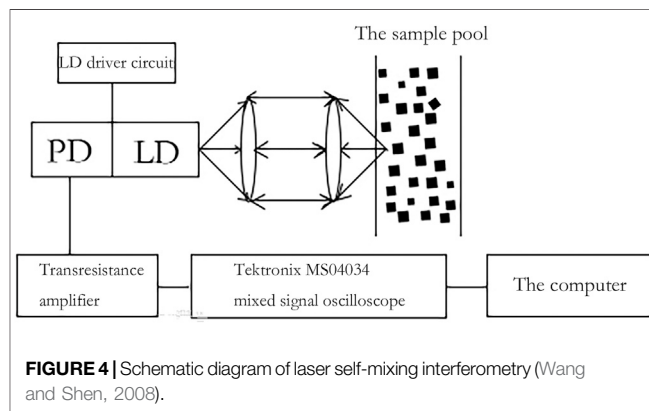 The sample pool
LD driver circuit
PD
LD
Transresistance
amplifier
Tektronix MS04034
mixed signal oscilloscope
The computer
FIGURE 4 | Schematic diagram of laser self-mixing interferometry (Wang
and Shen, 2008).